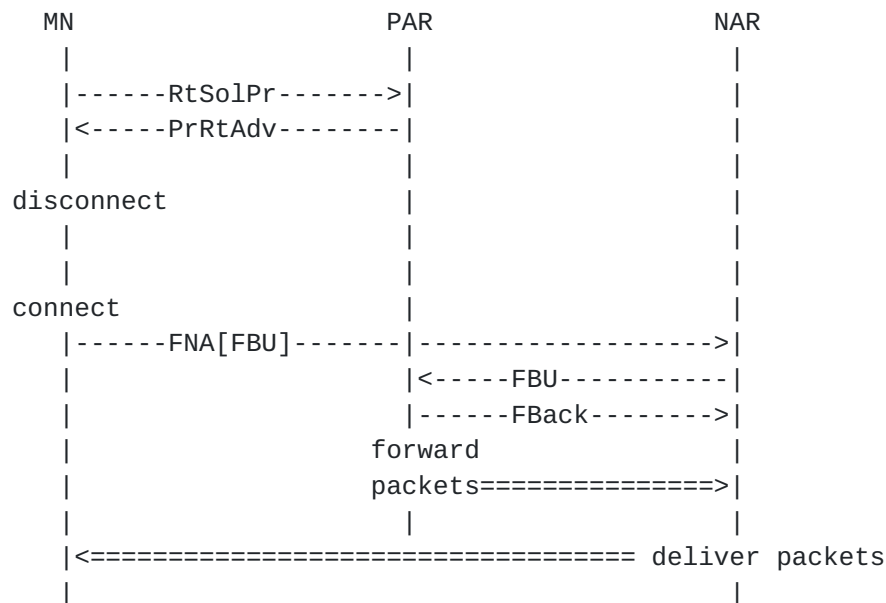 MN PAR NAR
| | |
|------RtSolPr------->| |
|<-----PrRtAdv--------| |
| | |
disconnect | |
| | |
| | |
connect | |
|------FNA[FBU]-------|------------------->|
| |<-----FBU-----------|
| |------FBack-------->|
| forward |
| packets===============>|
| | |
|<=================================== deliver packets
| |